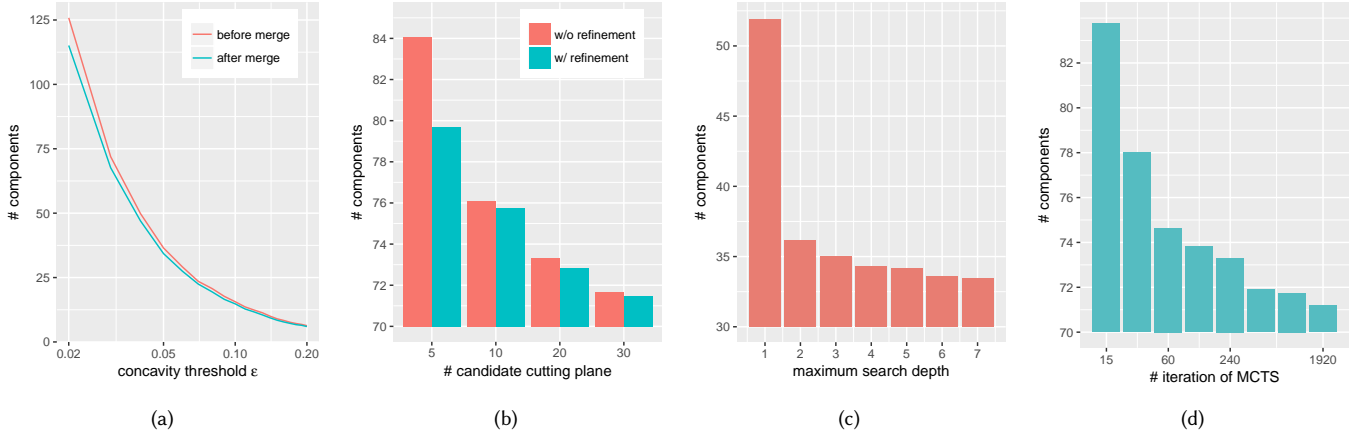 # components
125
100
75
50
25
0
before merge
after merge
0.02
0.05
0.10
0.20
concavity threshold ε
(a)
# components
84
82
80
78
76
74
72
70
w/o refinement
w/ refinement
5
10
20
30
# candidate cutting plane
(b)
# components
50
45
40
35
30
1
2
3
4
5
6
7
maximum search depth
(c)
# components
82
80
78
76
74
72
70
15
60
240
1920
# iteration of MCTS
(d)